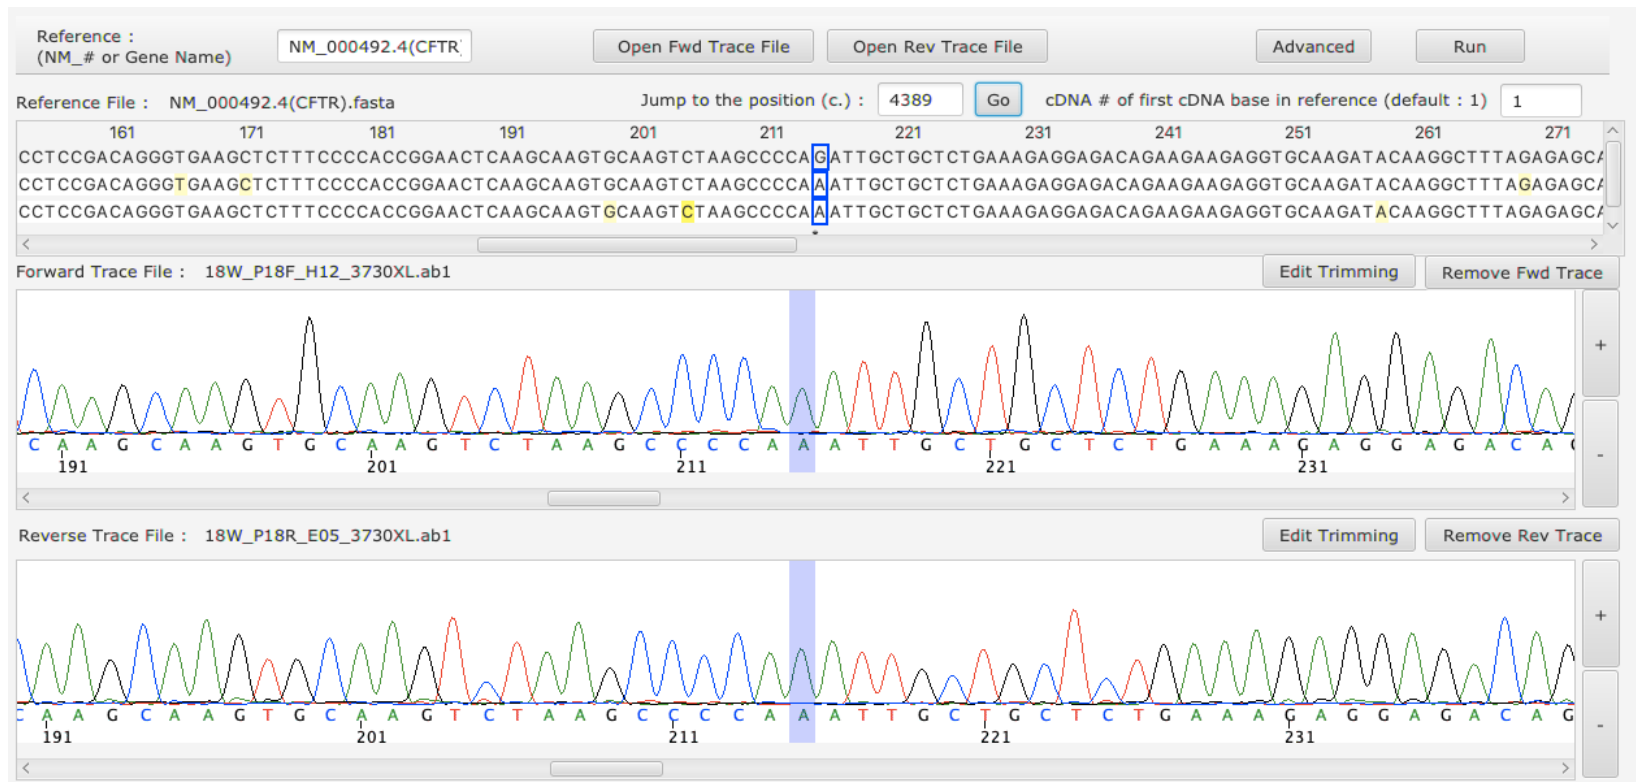 Reference :
(NM_# or Gene Name)
NM_000492.4(CFTR)
Open Fwd Trace File
Open Rev Trace File
Advanced
Run
Reference File : NM_000492.4(CFTR).fasta
Jump to the position (c.) : 4389 Go cDNA # of first cDNA base in reference (default : 1) 1
161 171 181 191 201 211 221 231 241 251 261 271
CCTCCGACAGGGTGAAGCTCTTTCCCCACCGGAACTCAAGCAAGTGCAAGTCTAAGCCCCAGATTGCTGCTCTGAAAGAGGAGACAGAAGAAGAGGTGCAAGATACAAGGCTTTAGAGAGCA
CCTCCGACAGGGTGAAGCTCTTTCCCCACCGGAACTCAAGCAAGTGCAAGTCTAAGCCCCAAATTGCTGCTCTGAAAGAGGAGACAGAAGAAGAGGTGCAAGATACAAGGCTTTAGAGAGCA
CCTCCGACAGGGTGAAGCTCTTTCCCCACCGGAACTCAAGCAAGTGCAAGTCTAAGCCCCAAATTGCTGCTCTGAAAGAGGAGACAGAAGAAGAGGTGCAAGATACAAGGCTTTAGAGAGCA
*
Forward Trace File : 18W_P18F_H12_3730XL.ab1
Edit Trimming
Remove Fwd Trace
+
-
C A A G C A A G T G C A A G T C T A A G C C C C A A A T T G C T G C T C T G A A A G A G G A G A C A G
191 201 211 221 231
Reverse Trace File : 18W_P18R_E05_3730XL.ab1
Edit Trimming
Remove Rev Trace
+
-
C A A G C A A G T G C A A G T C T A A G C C C C A A A T T G C T G C T C T G A A A G A G G A G A C A G
191 201 211 221 231